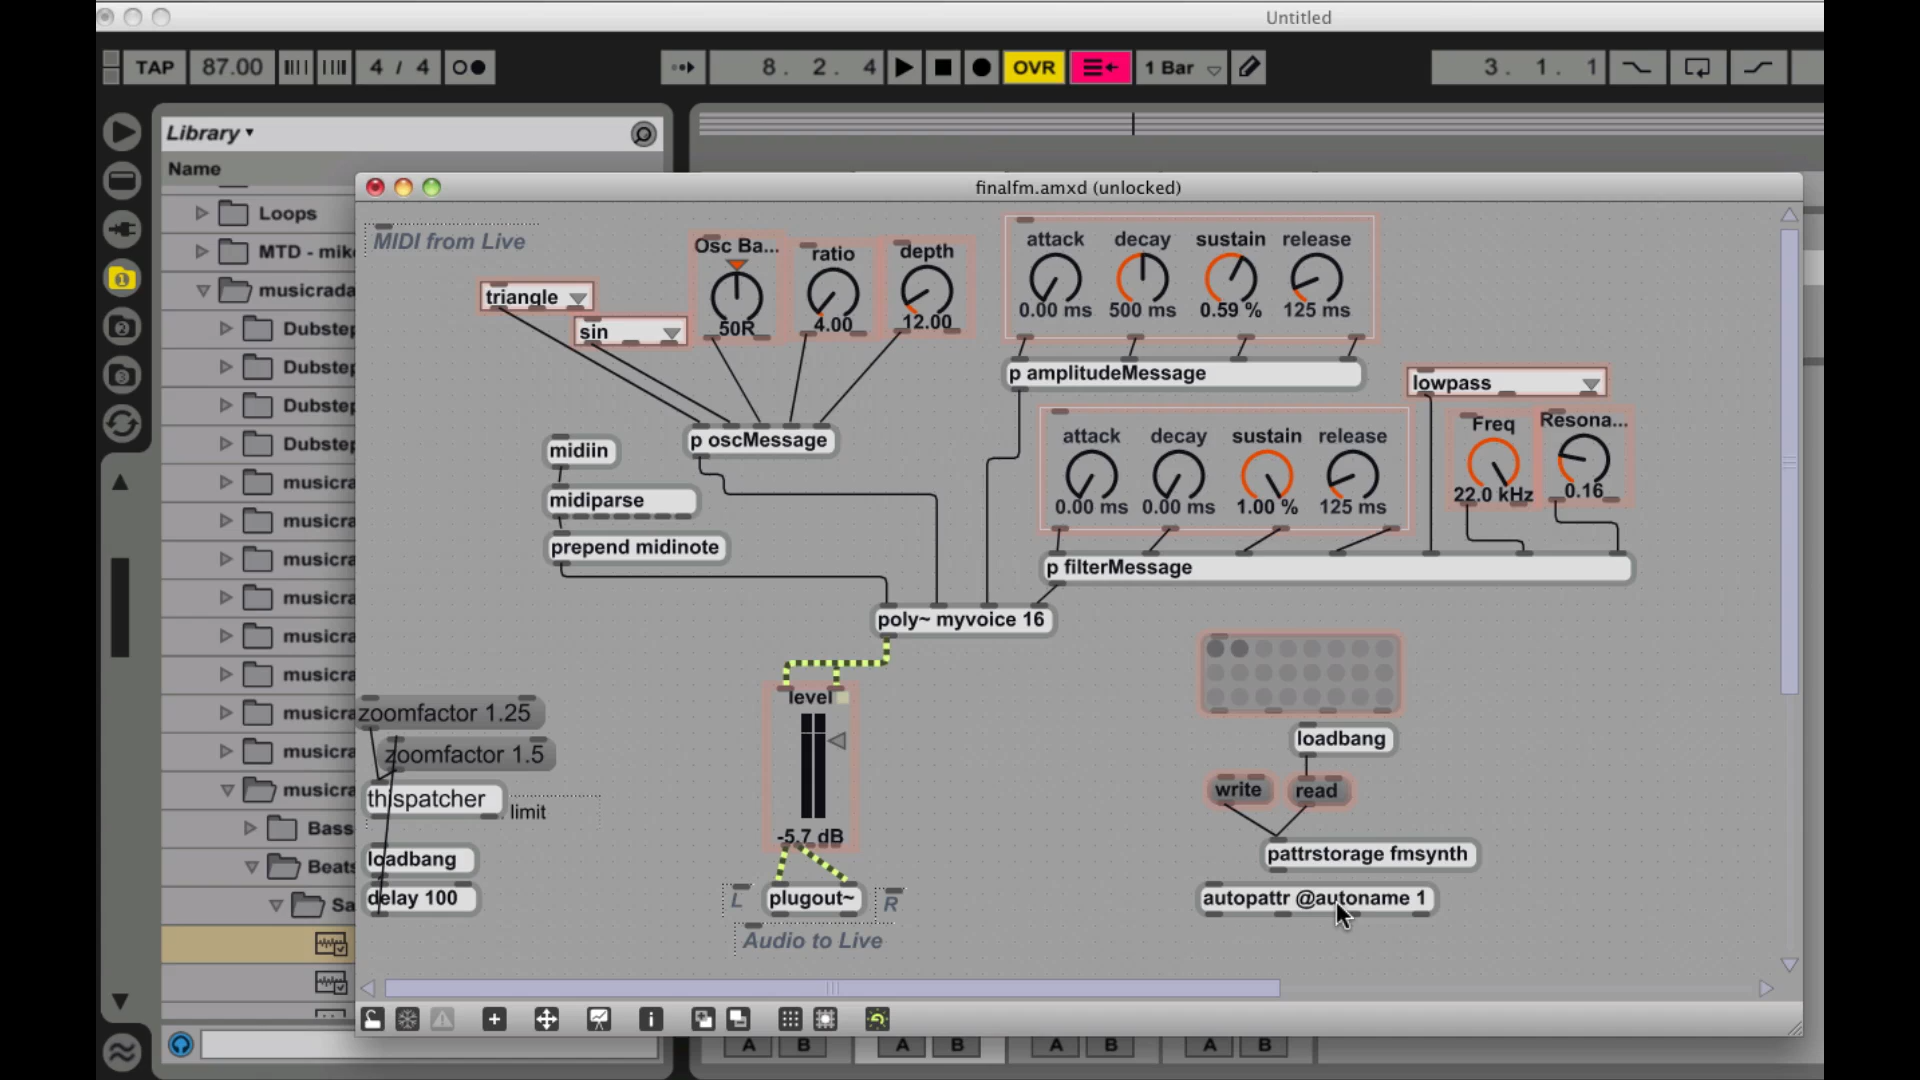 Untitled
TAP 87.00 4 / 4 8. 2. 4 OVR 1 Bar 3. 1. 1
Library
Name
Loops
MTD - mik
musicrada
Dubstep
Dubstep
Dubstep
Dubstep
musicra
musicra
musicra
musicra
musicra
musicra
musicra
musicra
musicra
Bass
Beats
Sa
finalfm.amxd (unlocked)
MIDI from Live
triangle
sin
Osc Ba... ratio depth
50R 4.00 12.00
attack decay sustain release
0.00 ms 500 ms 0.59 % 125 ms
p amplitudeMessage
lowpass
p oscMessage
midiin
midiparse
prepend midinote
attack decay sustain release
0.00 ms 0.00 ms 1.00 % 125 ms
Freq Resona...
22.0 kHz 0.16
p filterMessage
poly~ myvoice 16
zoomfactor 1.25
zoomfactor 1.5
thispatcher
limit
loadbang
delay 100
level
-5.7 dB
L plugout~ R
Audio to Live
loadbang
write read
pattrstorage fmsynth
autopattr @autoname 1
A B A B A B A B